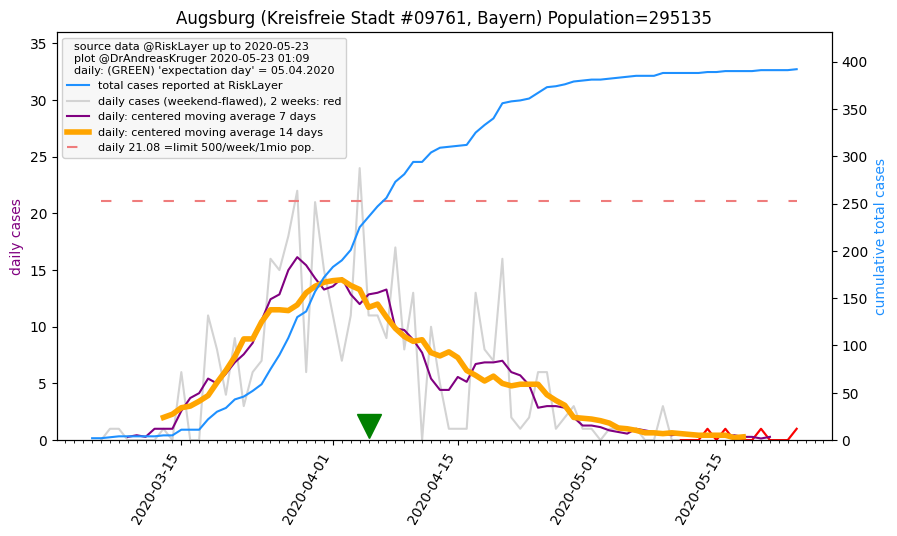 Augsburg (Kreisfreie Stadt #09761, Bayern) Population=295135
source data @RiskLayer up to 2020-05-23
plot @DrAndreasKruger 2020-05-23 01:09
daily: (GREEN) 'expectation day' = 05.04.2020
total cases reported at RiskLayer
daily cases (weekend-flawed), 2 weeks: red
daily: centered moving average 7 days
daily: centered moving average 14 days
daily 21.08 =limit 500/week/1mio pop.
daily cases
35
30
25
20
15
10
5
0
400
350
300
250
200
150
100
50
0
cumulative total cases
2020-03-15
2020-04-01
2020-04-15
2020-05-01
2020-05-15